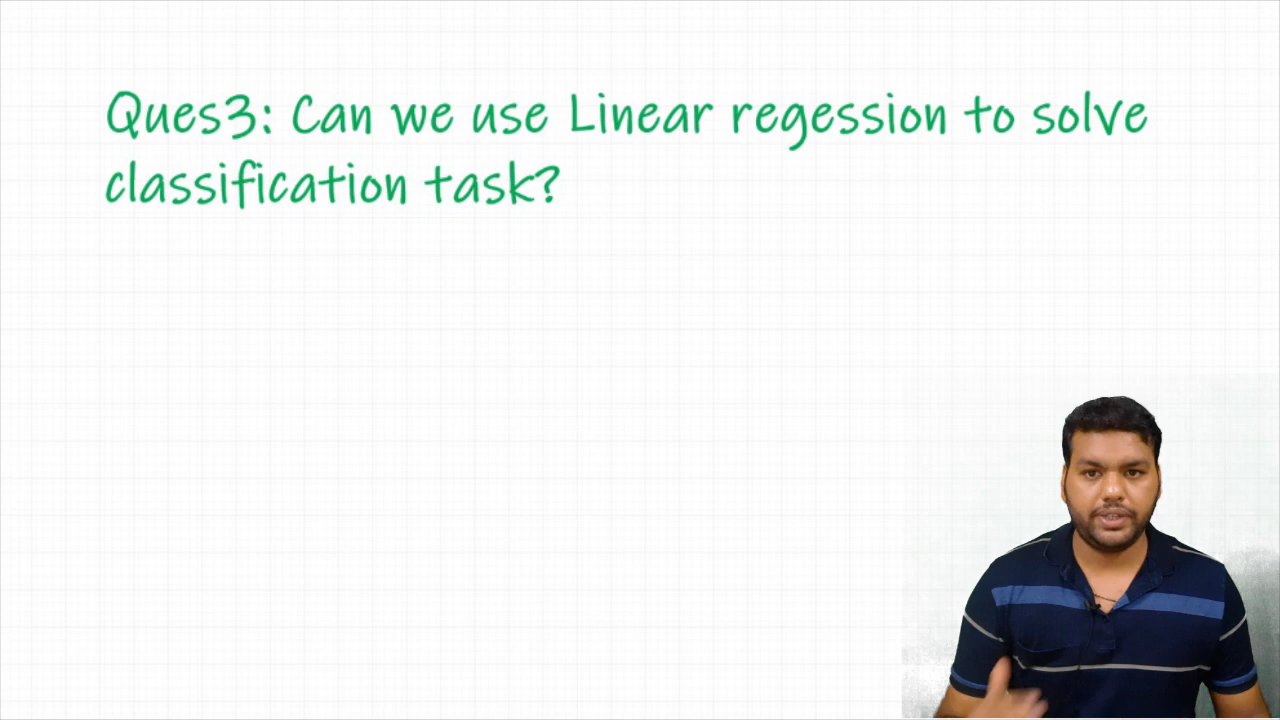 Ques3: Can we use Linear regession to solve
classification task?